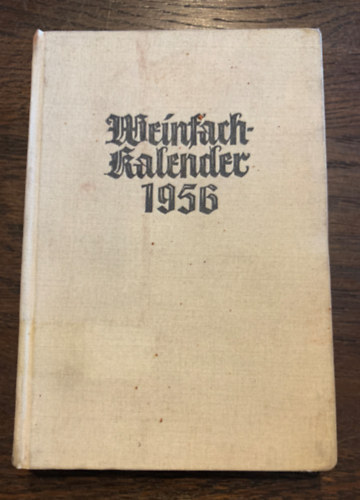 Weinfach-
Kalender
1956